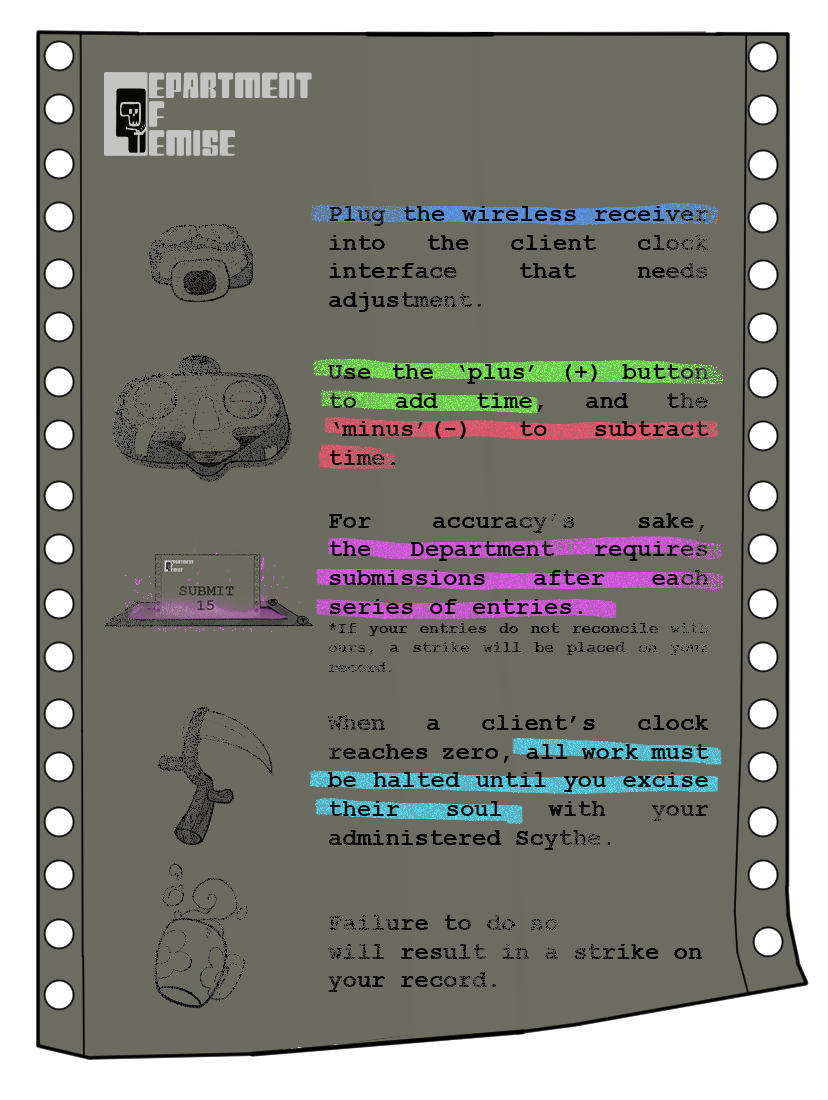 DEPARTMENT
OF
DEMISE
Plug the wireless receiver
into the client clock
interface that needs
adjustment.
Use the ‘plus’ (+) button
to add time, and the
‘minus’(-) to subtract
time.
For accuracy’s sake,
the Department requires
submissions after each
series of entries.
*If your entries do not reconcile with
ours, a strike will be placed on your
record.
EPARTMENT
EMISE
SUBMIT
15
When a client’s clock
reaches zero, all work must
be halted until you excise
their soul with your
administered Scythe.
Failure to do so
will result in a strike on
your record.